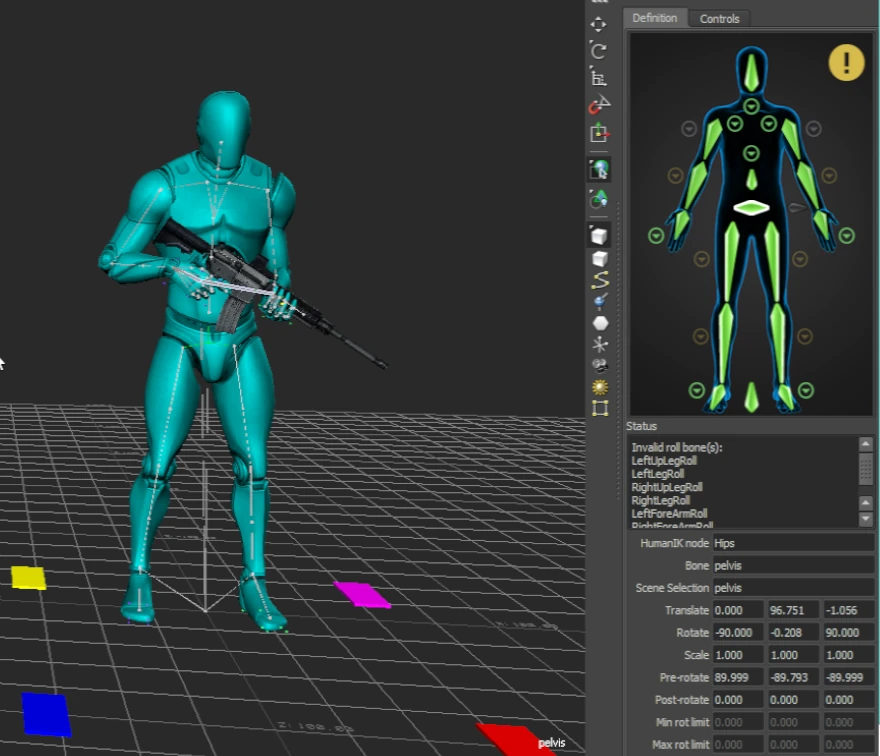 Definition
Controls
Status
Invalid roll bone(s):
LeftUpLegRoll
LeftLegRoll
RightUpLegRoll
RightLegRoll
LeftForeArmRoll
RightForeArmRoll
HumanIK node Hips
Bone pelvis
Scene Selection pelvis
Translate 0.000 96.751 -1.056
Rotate -90.000 -0.208 90.000
Scale 1.000 1.000 1.000
Pre-rotate 89.999 -89.793 -89.999
Post-rotate 0.000 0.000 0.000
Min rot limit 0.000 0.000 0.000
Max rot limit 0.000 0.000 0.000
pelvis